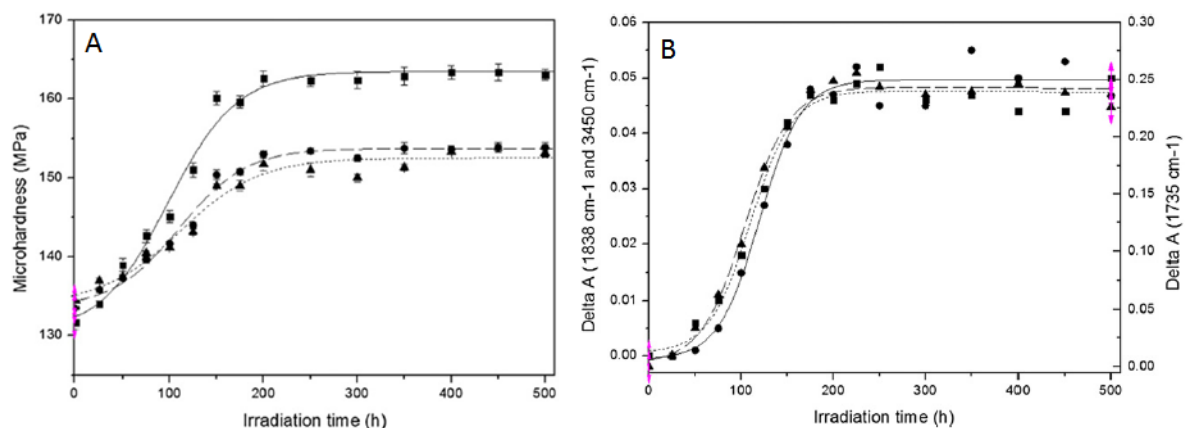 A
170
160
150
140
130
Microhardness (MPa)
0 100 200 300 400 500
Irradiation time (h)
B
0.06
0.05
0.04
0.03
0.02
0.01
0.00
Delta A (1838 cm-1 and 3450 cm-1)
0 100 200 300 400 500
Irradiation time (h)
0.30
0.25
0.20
0.15
0.10
0.05
0.00
Delta A (1735 cm-1)